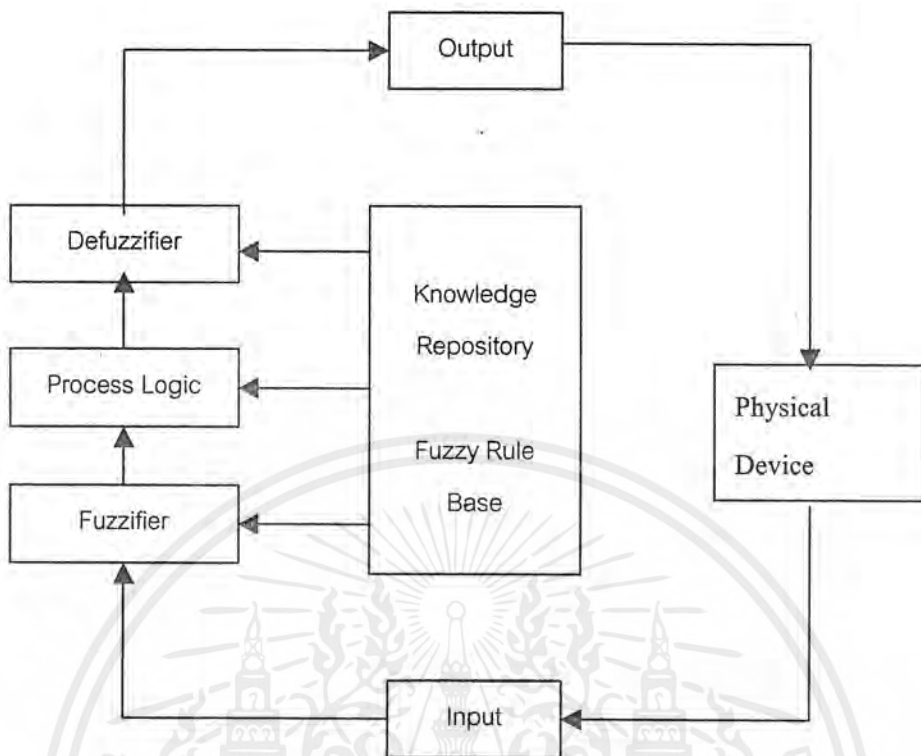 Output
Defuzzifier
Knowledge
Repository
Process Logic
Physical
Device
Fuzzy Rule
Base
Fuzzifier
Input